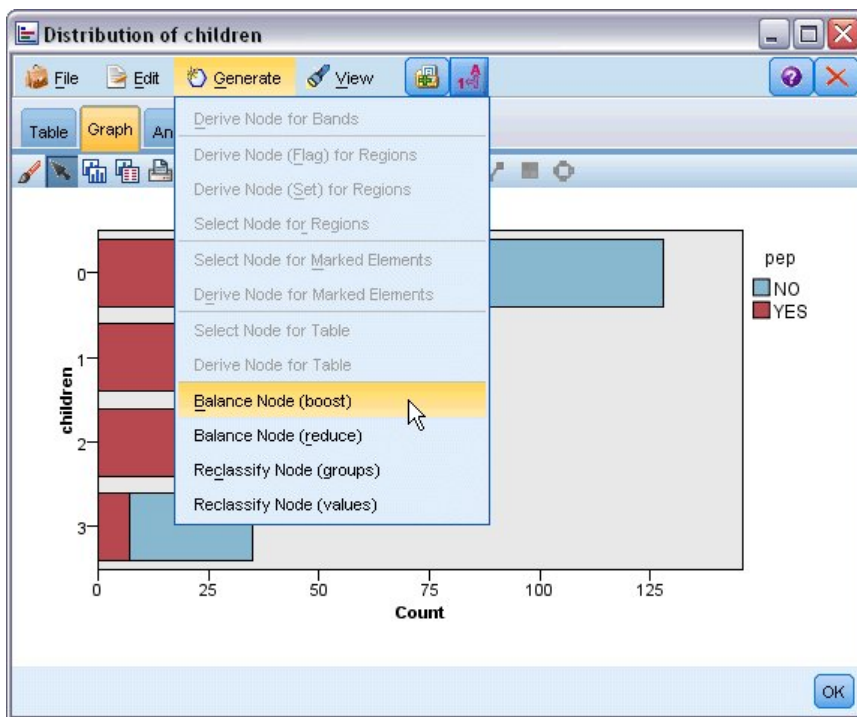 Distribution of children
File Edit Generate View
Table Graph An
Derive Node for Bands
Derive Node (Flag) for Regions
Derive Node (Set) for Regions
Select Node for Regions
Select Node for Marked Elements
Derive Node for Marked Elements
Select Node for Table
Derive Node for Table
Balance Node (boost)
Balance Node (reduce)
Reclassify Node (groups)
Reclassify Node (values)
pep
NO
YES
children
0
1
2
3
0 25 50 75 100 125
Count
OK